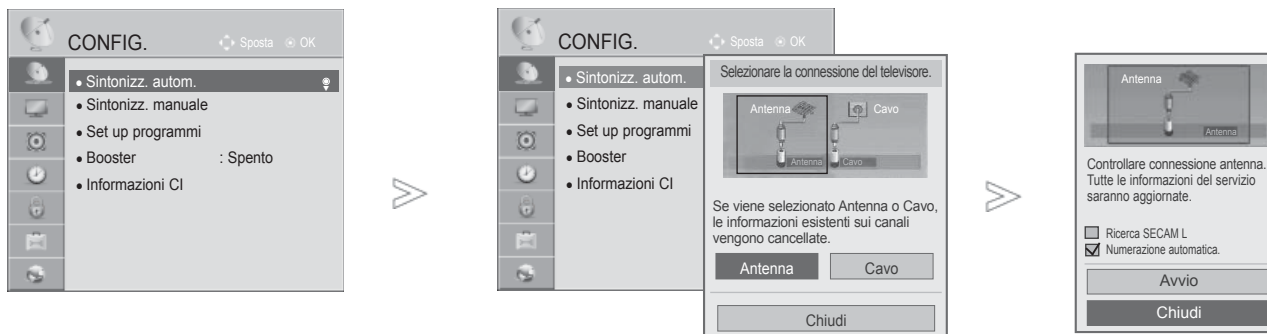 CONFIG.
Sposta OK
• Sintonizz. autom.
• Sintonizz. manuale
• Set up programmi
• Booster : Spento
• Informazioni CI
CONFIG.
Sposta OK
• Sintonizz. autom.
• Sintonizz. manuale
• Set up programmi
• Booster
• Informazioni CI
Selezionare la connessione del televisore.
Antenna
Cavo
Antenna
Cavo
Se viene selezionato Antenna o Cavo,
le informazioni esistenti sui canali
vengono cancellate.
Antenna
Cavo
Chiudi
Antenna
Antenna
Controllare connessione antenna.
Tutte le informazioni del servizio
saranno aggiornate.
Ricerca SECAM L
Numerazione automatica.
Avvio
Chiudi